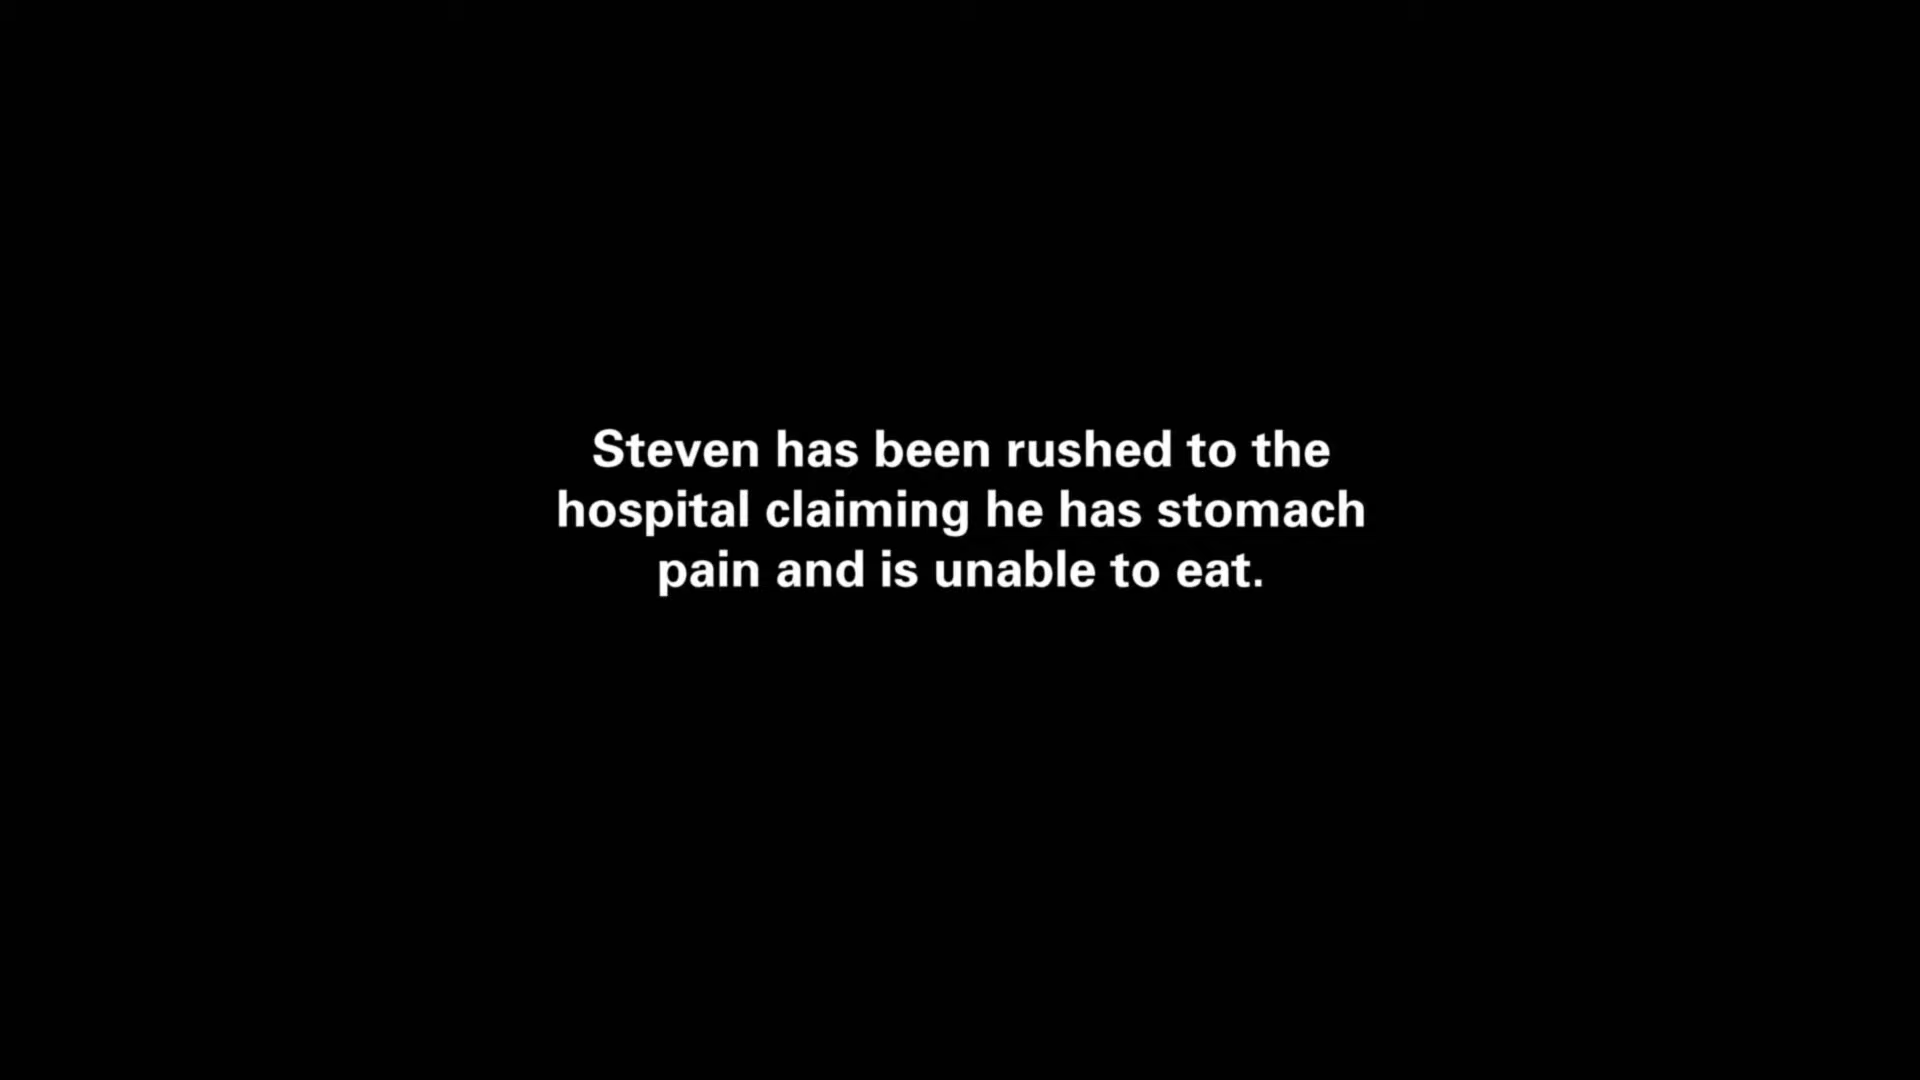 Steven has been rushed to the
hospital claiming he has stomach
pain and is unable to eat.